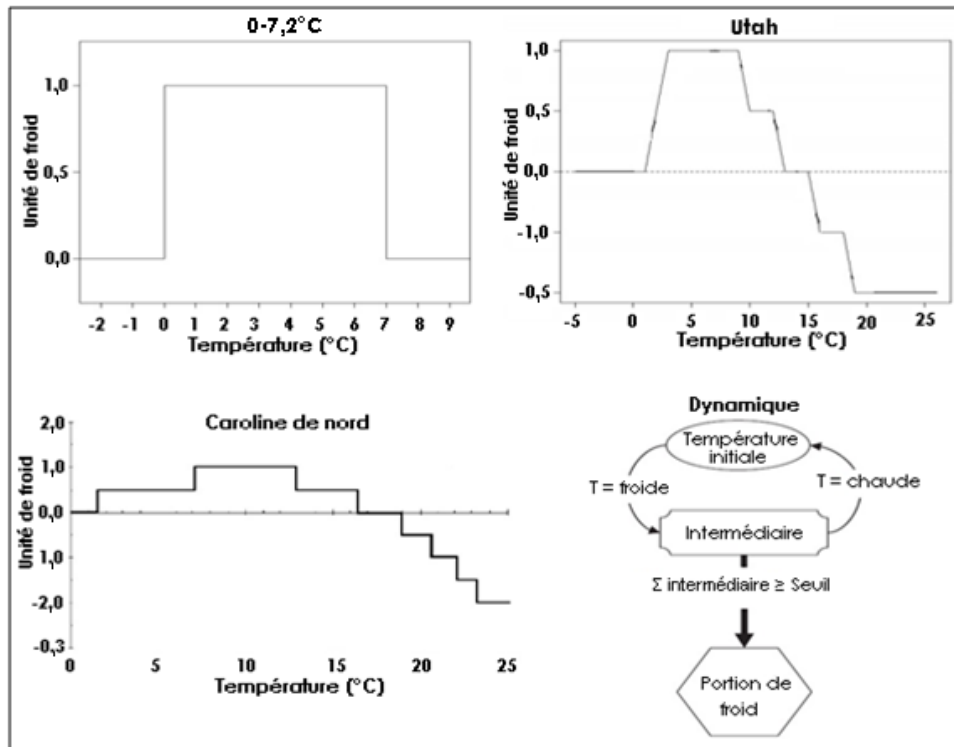 0-7,2°C
Unité de froid
1,0
0,5
0,0
-2 -1 0 1 2 3 4 5 6 7 8 9
Température (°C)
Utah
Unité de froid
1,0
0,5
0,0
-1,0
-0,5
-5 0 5 10 15 20 25
Température (°C)
Caroline de nord
Unité de froid
2,0
1,0
0,0
1,0
-2,0
-0,3
0 5 10 15 20 25
Température (°C)
Dynamique
Température
initiale
T = froide
T = chaude
Intermédiaire
Σ intermédiaire ≥ Seuil
Portion de
froid